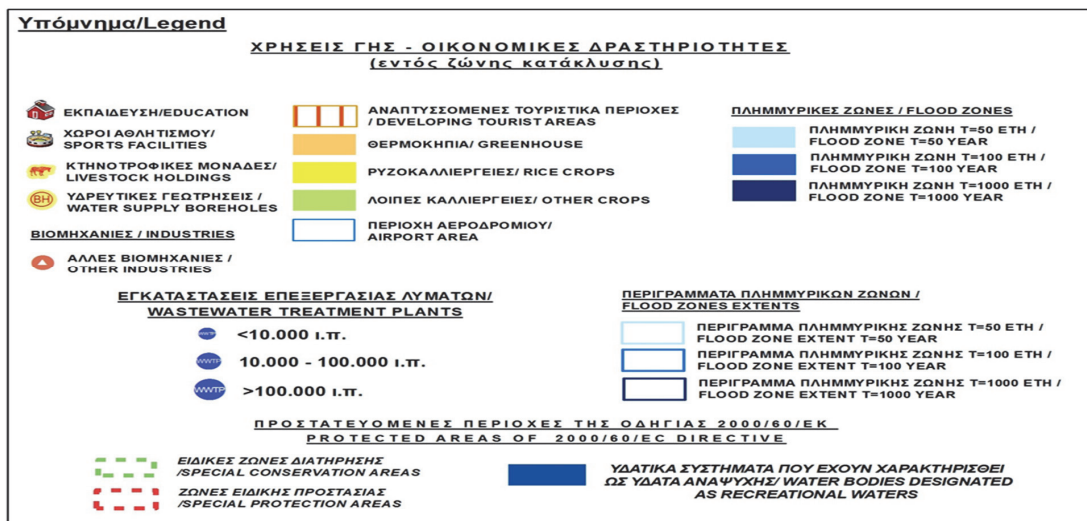 Υπόμνημα/Legend
ΧΡΗΣΕΙΣ ΓΗΣ - ΟΙΚΟΝΟΜΙΚΕΣ ΔΡΑΣΤΗΡΙΟΤΗΤΕΣ
(εντός ζώνης κατάκλυσης)
ΕΚΠΑΙΔΕΥΣΗ/EDUCATION
ΧΩΡΟΙ ΑΘΛΗΤΙΣΜΟΥ/
SPORTS FACILITIES
ΚΤΗΝΟΤΡΟΦΙΚΕΣ ΜΟΝΑΔΕΣ/
LIVESTOCK HOLDINGS
BH
ΥΔΡΕΥΤΙΚΕΣ ΓΕΩΤΡΗΣΕΙΣ /
WATER SUPPLY BOREHOLES
ΒΙΟΜΗΧΑΝΙΕΣ / INDUSTRIES
ΑΛΛΕΣ ΒΙΟΜΗΧΑΝΙΕΣ /
OTHER INDUSTRIES
ΑΝΑΠΤΥΣΣΟΜΕΝΕΣ ΤΟΥΡΙΣΤΙΚΑ ΠΕΡΙΟΧΕΣ
/ DEVELOPING TOURIST AREAS
ΘΕΡΜΟΚΗΠΙΑ/ GREENHOUSE
ΡΥΖΟΚΑΛΛΙΕΡΓΕΙΕΣ/ RICE CROPS
ΛΟΙΠΕΣ ΚΑΛΛΙΕΡΓΕΙΕΣ/ OTHER CROPS
ΠΕΡΙΟΧΗ ΑΕΡΟΔΡΟΜΙΟΥ/
AIRPORT AREA
ΠΛΗΜΜΥΡΙΚΕΣ ΖΩΝΕΣ / FLOOD ZONES
ΠΛΗΜΜΥΡΙΚΗ ΖΩΝΗ T=50 ΕΤΗ /
FLOOD ZONE T=50 YEAR
ΠΛΗΜΜΥΡΙΚΗ ΖΩΝΗ T=100 ΕΤΗ /
FLOOD ZONE T=100 YEAR
ΠΛΗΜΜΥΡΙΚΗ ΖΩΝΗ T=1000 ΕΤΗ /
FLOOD ZONE T=1000 YEAR
ΕΓΚΑΤΑΣΤΑΣΕΙΣ ΕΠΕΞΕΡΓΑΣΙΑΣ ΛΥΜΑΤΩΝ/
WASTEWATER TREATMENT PLANTS
WWTP <10.000 ι.π.
WWTP 10.000 - 100.000 ι.π.
WWTP >100.000 ι.π.
ΠΕΡΙΓΡΑΜΜΑΤΑ ΠΛΗΜΜΥΡΙΚΩΝ ΖΩΝΩΝ /
FLOOD ZONES EXTENTS
ΠΕΡΙΓΡΑΜΜΑ ΠΛΗΜΜΥΡΙΚΗΣ ΖΩΝΗΣ T=50 ΕΤΗ /
FLOOD ZONE EXTENT T=50 YEAR
ΠΕΡΙΓΡΑΜΜΑ ΠΛΗΜΜΥΡΙΚΗΣ ΖΩΝΗΣ T=100 ΕΤΗ /
FLOOD ZONE EXTENT T=100 YEAR
ΠΕΡΙΓΡΑΜΜΑ ΠΛΗΜΜΥΡΙΚΗΣ ΖΩΝΗΣ T=1000 ΕΤΗ /
FLOOD ZONE EXTENT T=1000 YEAR
ΠΡΟΣΤΑΤΕΥΟΜΕΝΕΣ ΠΕΡΙΟΧΕΣ ΤΗΣ ΟΔΗΓΙΑΣ 2000/60/ΕΚ
PROTECTED AREAS OF 2000/60/EC DIRECTIVE
ΕΙΔΙΚΕΣ ΖΩΝΕΣ ΔΙΑΤΗΡΗΣΗΣ
/SPECIAL CONSERVATION AREAS
ΖΩΝΕΣ ΕΙΔΙΚΗΣ ΠΡΟΣΤΑΣΙΑΣ
/SPECIAL PROTECTION AREAS
ΥΔΑΤΙΚΑ ΣΥΣΤΗΜΑΤΑ ΠΟΥ ΕΧΟΥΝ ΧΑΡΑΚΤΗΡΙΣΘΕΙ
ΩΣ ΥΔΑΤΑ ΑΝΑΨΥΧΗΣ/ WATER BODIES DESIGNATED
AS RECREATIONAL WATERS